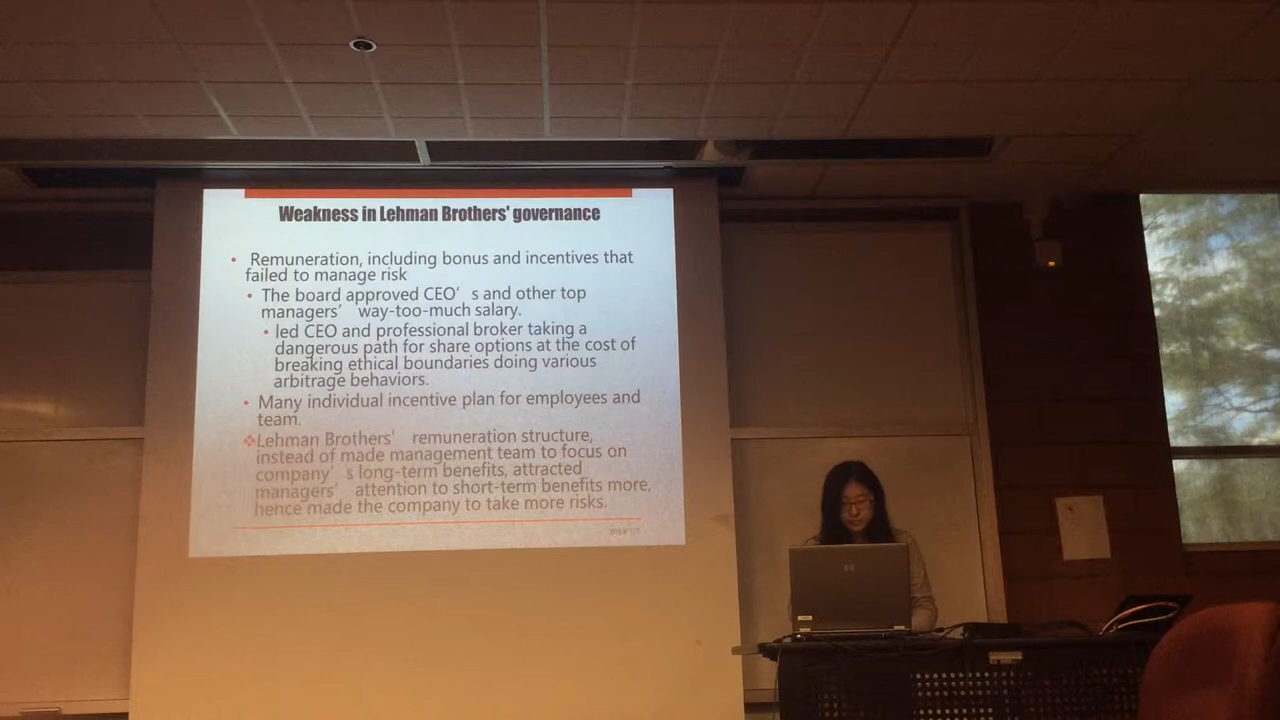 Weakness in Lehman Brothers' governance
• Remuneration, including bonus and incentives that
failed to manage risk
• The board approved CEO' s and other top
managers' way-too-much salary.
• led CEO and professional broker taking a
dangerous path for share options at the cost of
breaking ethical boundaries doing various
arbitrage behaviors.
• Many individual incentive plan for employees and
team.
❖Lehman Brothers' remuneration structure,
instead of made management team to focus on
company' s long-term benefits, attracted
managers' attention to short-term benefits more,
hence made the company to take more risks.
hp